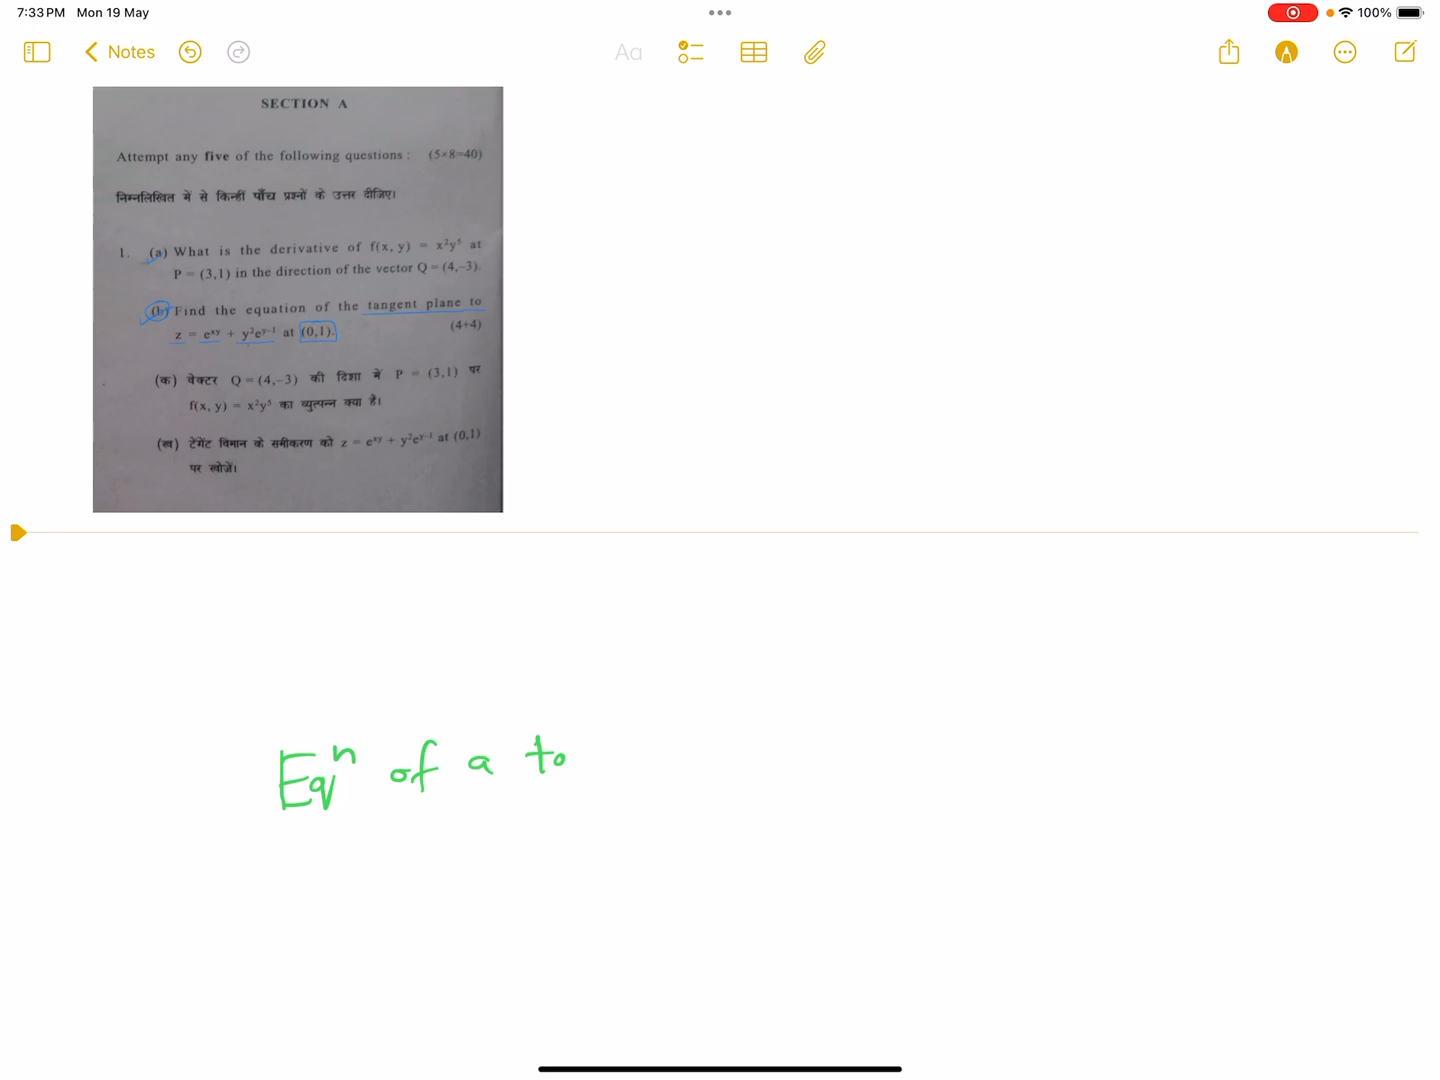 7:33 PM Mon 19 May
100%
Notes
Aa
SECTION A
Attempt any five of the following questions : (5×8=40)
निम्नलिखित में से किन्हीं पाँच प्रश्नों के उत्तर दीजिए।
1. (a) What is the derivative of f(x, y) = x²y⁵ at
P = (3,1) in the direction of the vector Q = (4,–3).
(b) Find the equation of the tangent plane to
z = eˣʸ + y²eʸ⁻¹ at (0,1). (4+4)
(क) वेक्टर Q = (4,–3) की दिशा में P = (3,1) पर
f(x, y) = x²y⁵ का व्युत्पन्न क्या है।
(ख) टेंगेंट विमान के समीकरण को z = eˣʸ + y²eʸ⁻¹ at (0,1)
पर खोजें।
Eqⁿ of a to